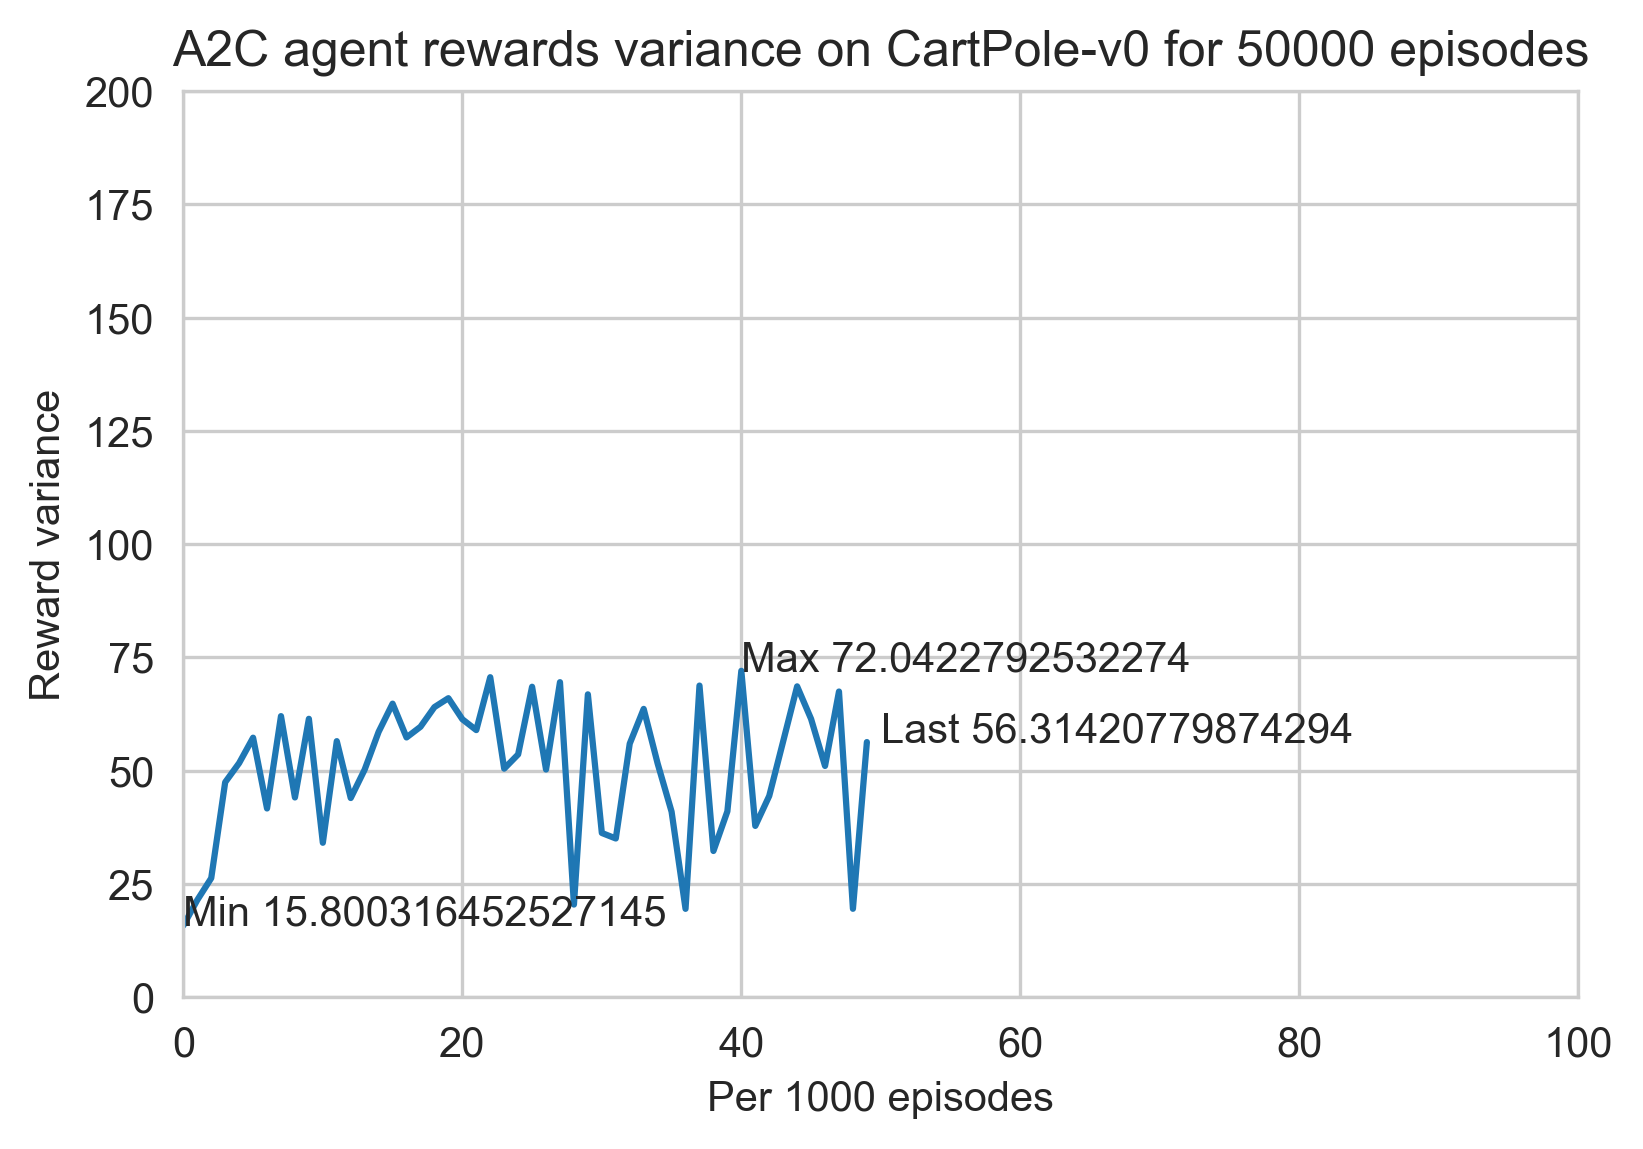 A2C agent rewards variance on CartPole-v0 for 50000 episodes
200
175
150
125
100
75
50
25
0
Reward variance
Max 72.0422792532274
Last 56.31420779874294
Min 15.800316452527145
0 20 40 60 80 100
Per 1000 episodes